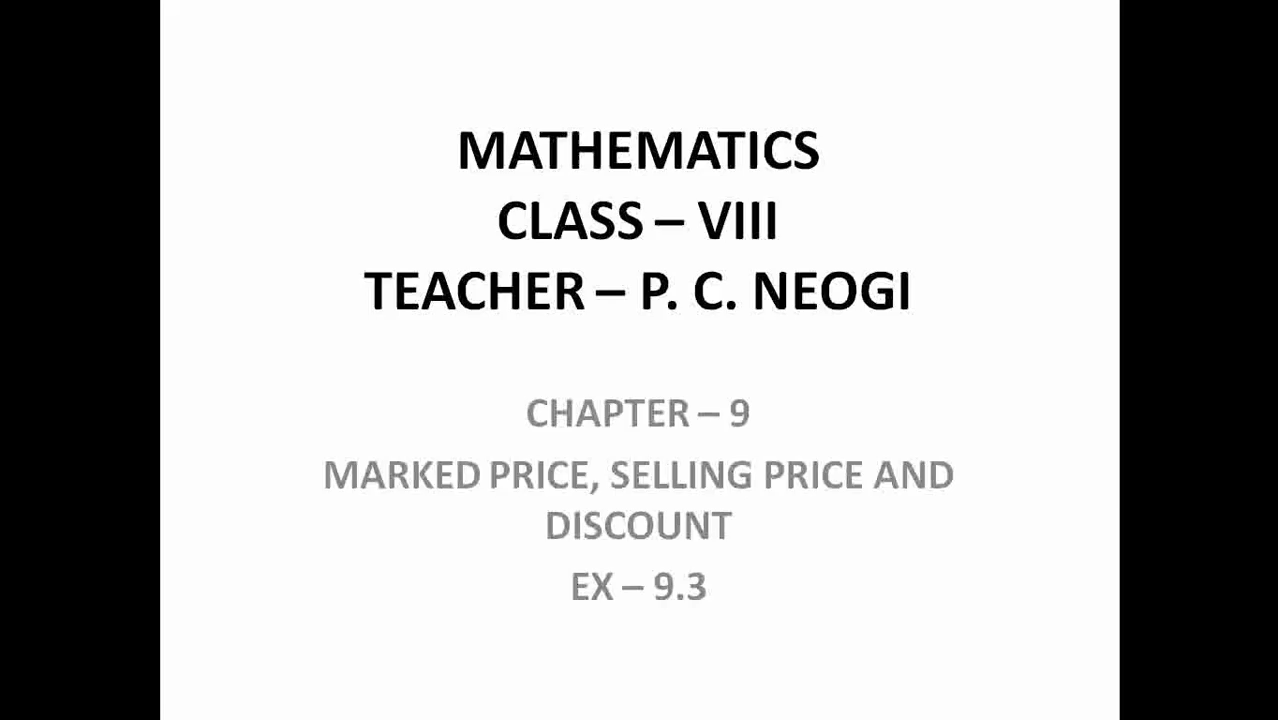 MATHEMATICS
CLASS – VIII
TEACHER – P. C. NEOGI
CHAPTER – 9
MARKED PRICE, SELLING PRICE AND
DISCOUNT
EX – 9.3